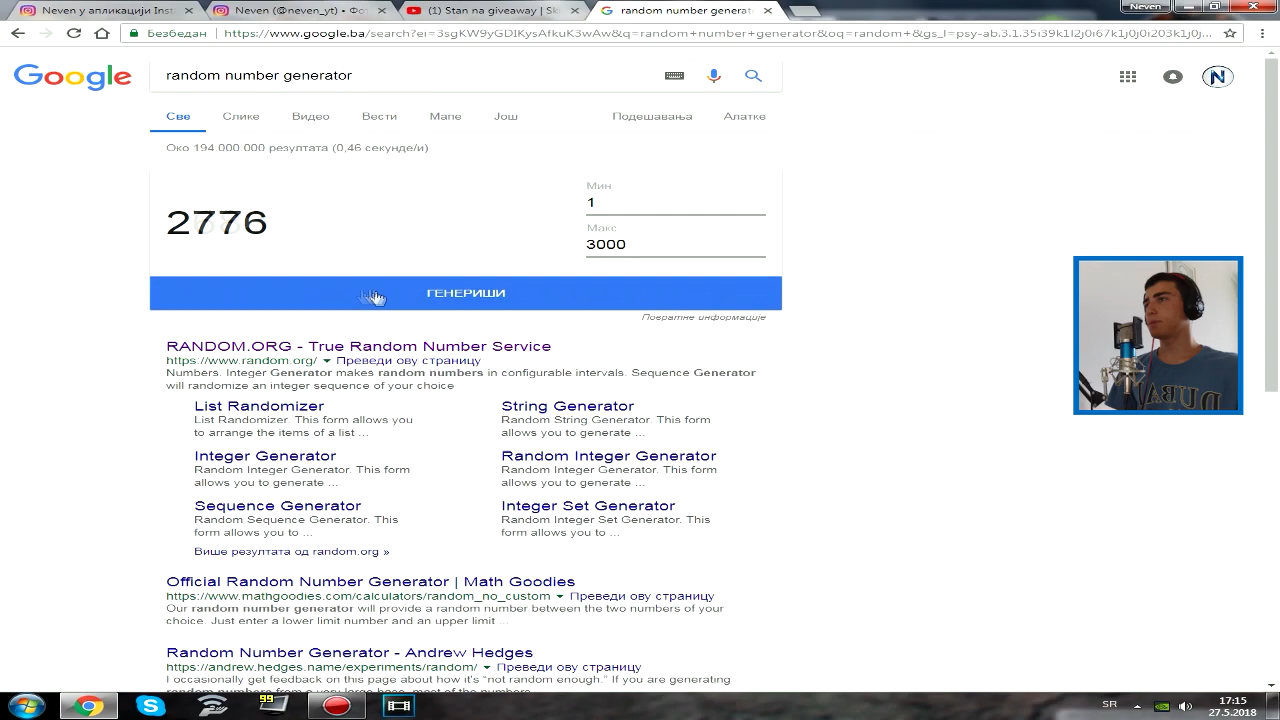 Neven у апликацији Inst
Neven (@neven_yt) • Фо
(1) Stan na giveaway | Sk
random number generat
Neven
Безбедан
https://www.google.ba/search?ei=3sgKW9yGDIKysAfkuK3wAw&q=random+number+generator&oq=random+&gs_l=psy-ab.3.1.35i39k1l2j0i67k1j0j0i203k1j0j...
Google
random number generator
N
Све Слике Видео Вести Мапе Још Подешавања Алатке
Око 194.000.000 резултата (0,46 секунде/и)
Мин
1
2776
Макс
3000
ГЕНЕРИШИ
Повратне информације
RANDOM.ORG - True Random Number Service
https://www.random.org/ Преведи ову страницу
Numbers. Integer Generator makes random numbers in configurable intervals. Sequence Generator
will randomize an integer sequence of your choice
List Randomizer
List Randomizer. This form allows you
to arrange the items of a list ...
String Generator
Random String Generator. This form
allows you to generate ...
Integer Generator
Random Integer Generator. This form
allows you to generate ...
Random Integer Generator
Random Integer Generator. This form
allows you to generate ...
Sequence Generator
Random Sequence Generator. This
form allows you to ...
Integer Set Generator
Random Integer Set Generator. This
form allows you to ...
Више резултата од random.org »
Official Random Number Generator | Math Goodies
https://www.mathgoodies.com/calculators/random_no_custom Преведи ову страницу
Our random number generator will provide a random number between the two numbers of your
choice. Just enter a lower limit number and an upper limit ...
Random Number Generator - Andrew Hedges
https://andrew.hedges.name/experiments/random/ Преведи ову страницу
I occasionally get feedback on this page about how it's "not random enough." If you are generating
random numbers from a very large base, most of the numbers
DUBAI
99
SR
17:15
27.5.2018